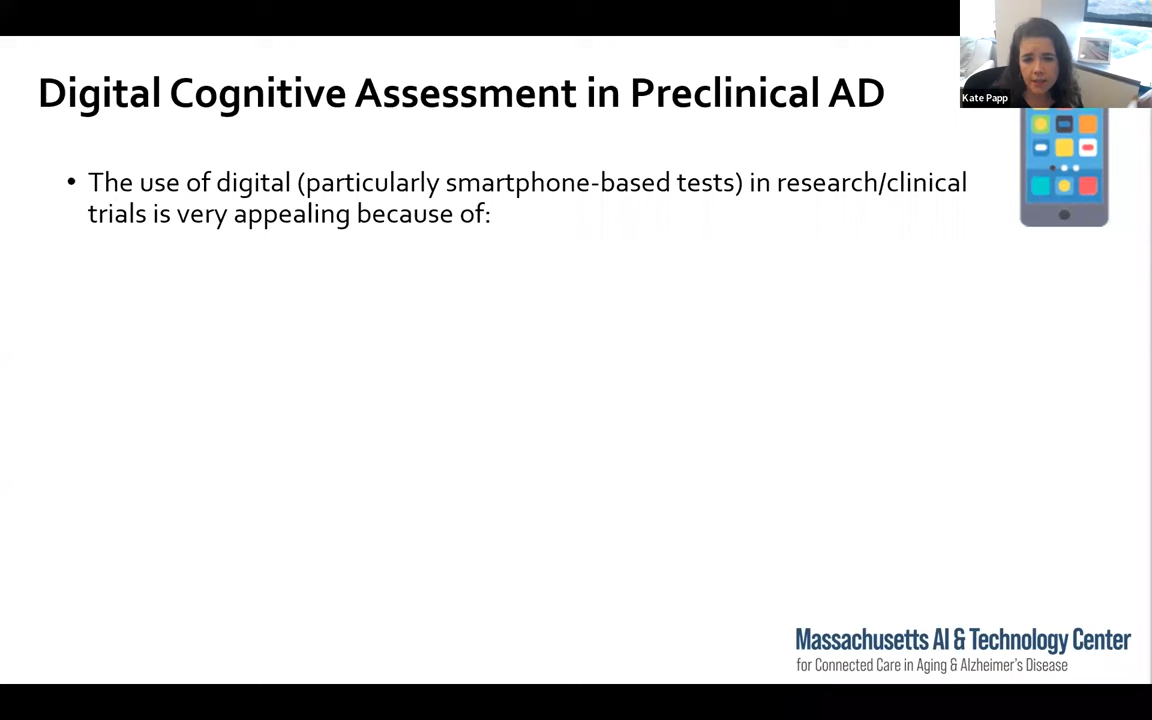 Digital Cognitive Assessment in Preclinical AD
Kate Papp
• The use of digital (particularly smartphone-based tests) in research/clinical
trials is very appealing because of:
Massachusetts AI & Technology Center
for Connected Care in Aging & Alzheimer's Disease